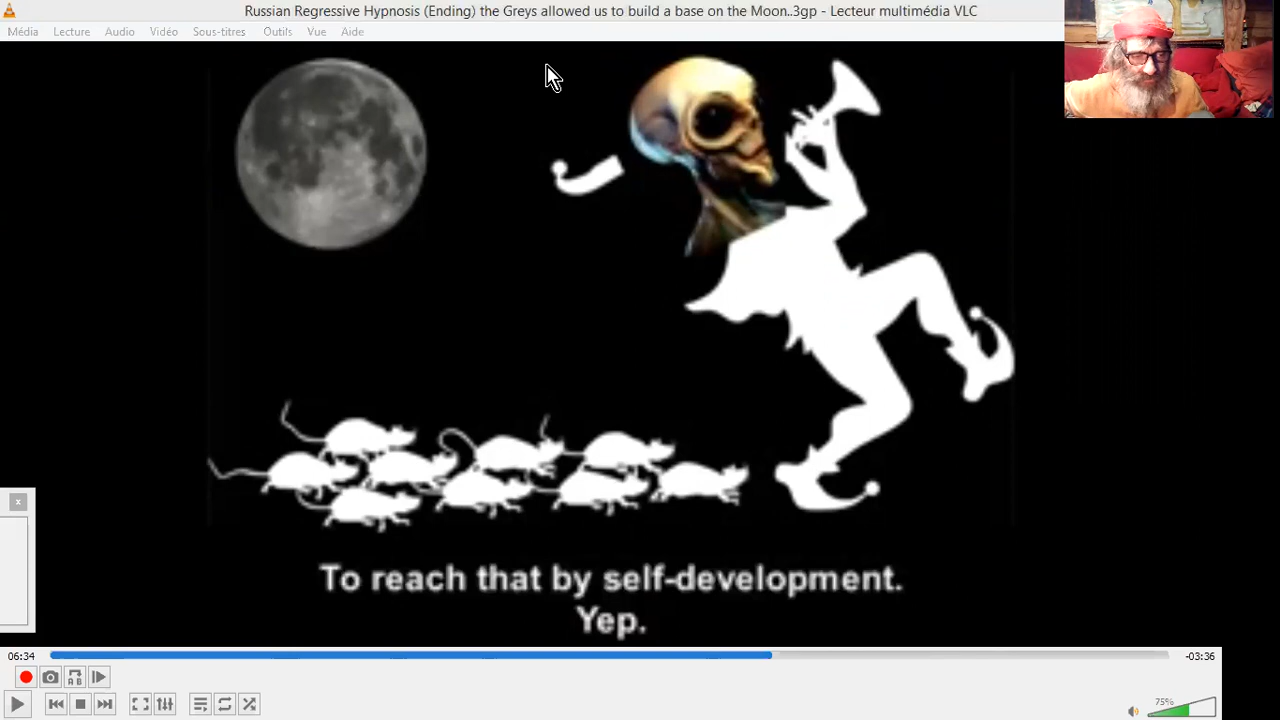 Russian Regressive Hypnosis (Ending) the Greys allowed us to build a base on the Moon..3gp - Lecteur multimédia VLC
Média Lecture Audio Vidéo Sous-titres Outils Vue Aide
x
To reach that by self-development.
Yep.
06:34 -03:36
A B
75%